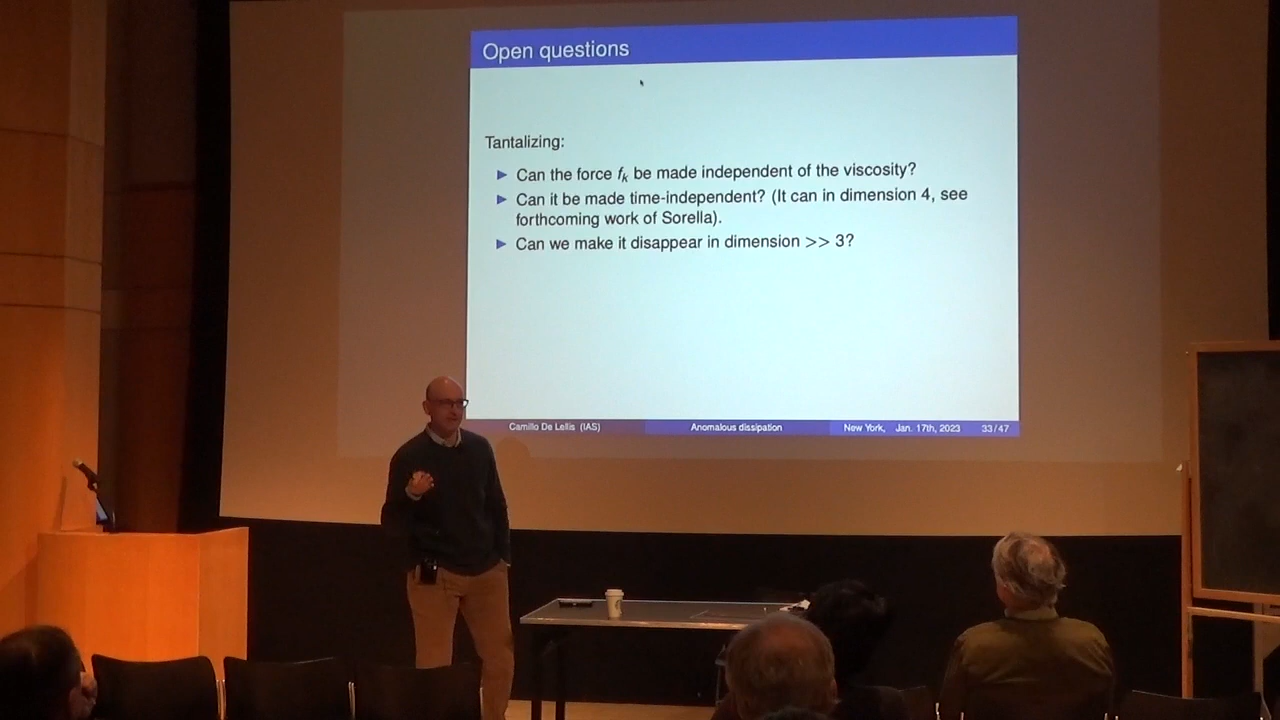 Open questions
Tantalizing:
▶ Can the force fₖ be made independent of the viscosity?
▶ Can it be made time-independent? (It can in dimension 4, see
forthcoming work of Sorella).
▶ Can we make it disappear in dimension >> 3?
Camillo De Lellis (IAS) Anomalous dissipation New York, Jan. 17th, 2023 33/47